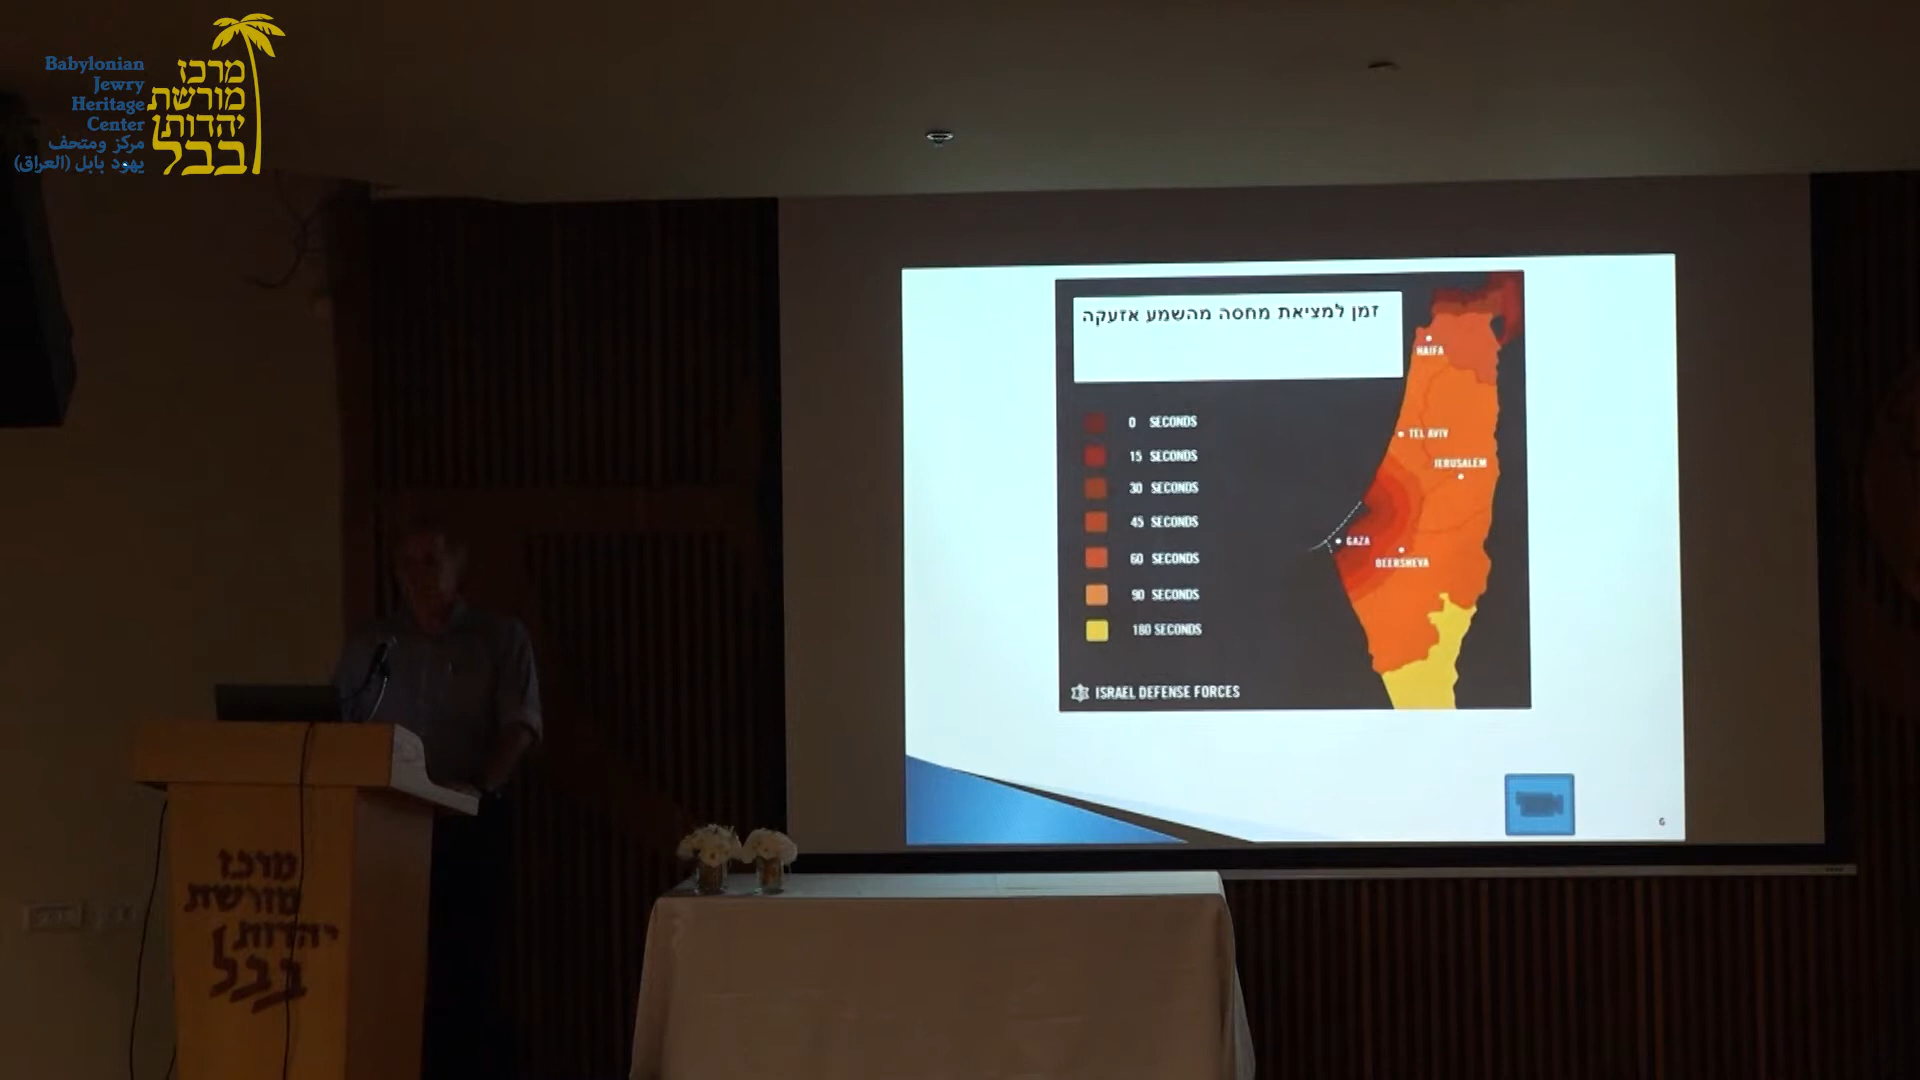 Babylonian
Jewry
Heritage
Center
مركز ومتحف
يهود بابل (العراق)
מרכז
מורשת
יהדות
בבל
זמן למציאת מחסה מהשמע אזעקה
0 SECONDS
15 SECONDS
30 SECONDS
45 SECONDS
60 SECONDS
90 SECONDS
180 SECONDS
ISRAEL DEFENSE FORCES
HAIFA
TEL AVIV
JERUSALEM
GAZA
BEERSHEVA
6
מרכז
מורשת
יהדות
בבל